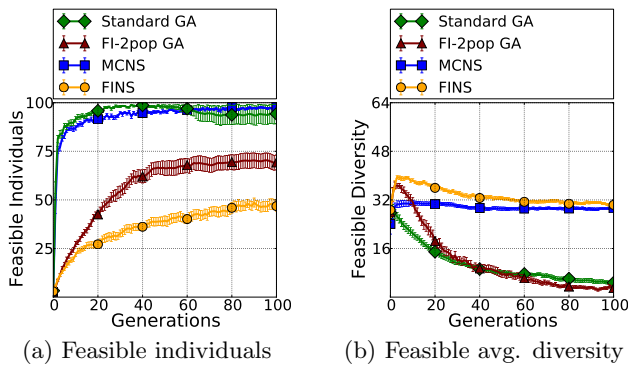 Standard GA
FI-2pop GA
MCNS
FINS
Feasible Individuals
100
75
50
25
0 20 40 60 80 100
Generations
(a) Feasible individuals
Standard GA
FI-2pop GA
MCNS
FINS
Feasible Diversity
64
48
32
16
0 20 40 60 80 100
Generations
(b) Feasible avg. diversity